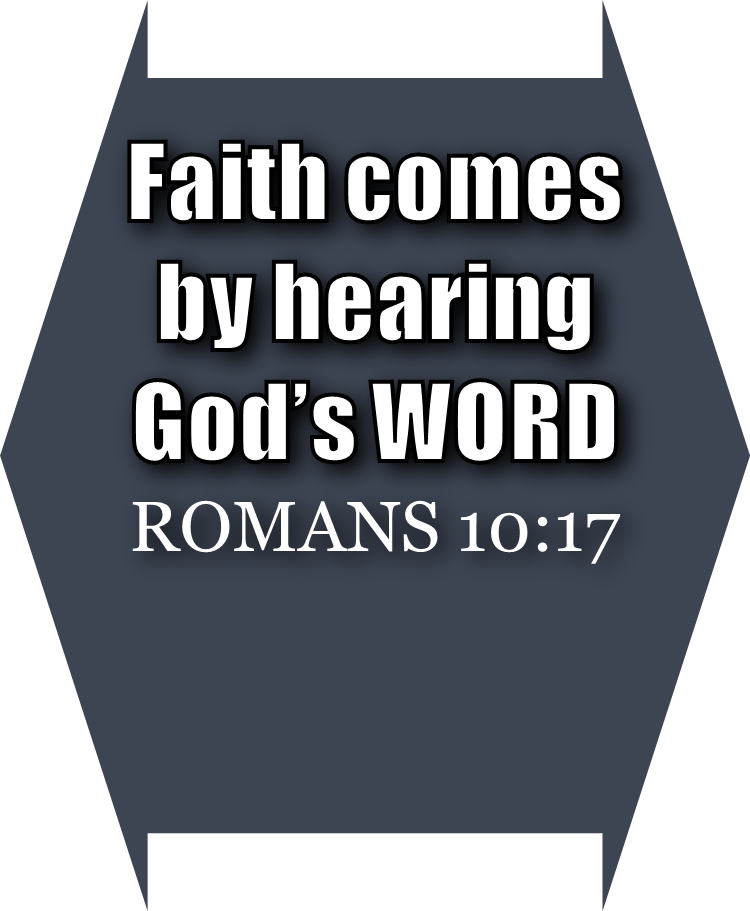 Faith comes
by hearing
God’s WORD
ROMANS 10:17